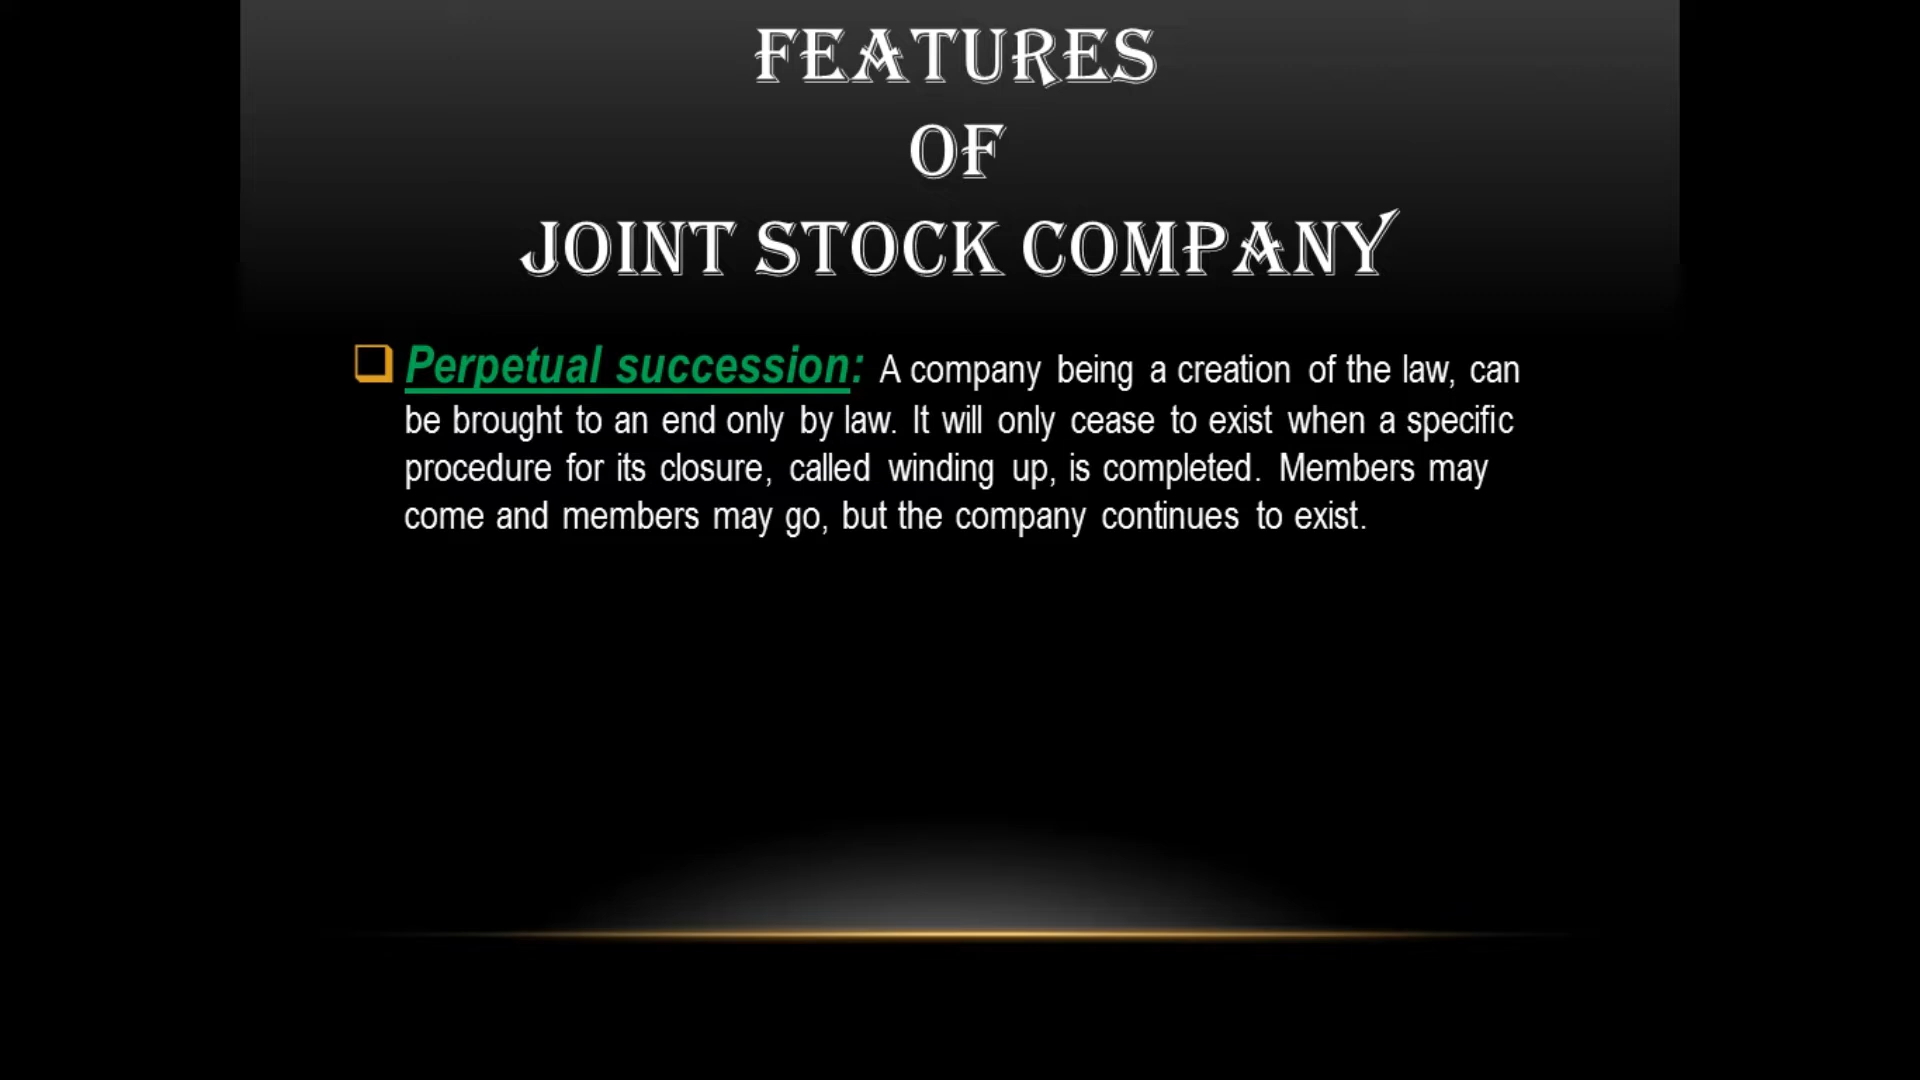 FEATURES
OF
JOINT STOCK COMPANY
Perpetual succession: A company being a creation of the law, can
be brought to an end only by law. It will only cease to exist when a specific
procedure for its closure, called winding up, is completed. Members may
come and members may go, but the company continues to exist.